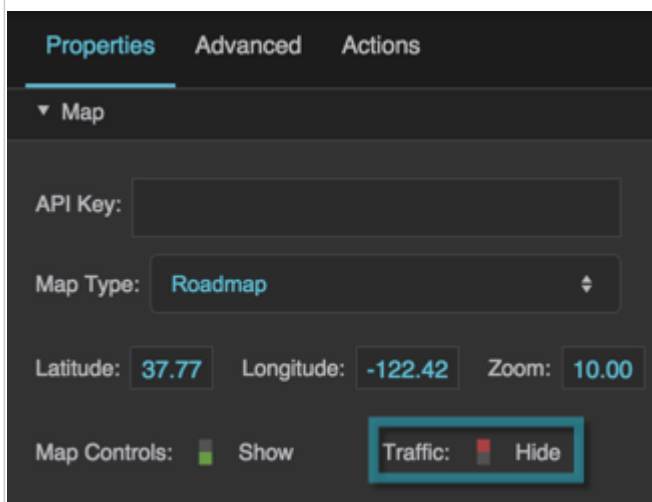 Properties Advanced Actions
Map
API Key:
Map Type: Roadmap
Latitude: 37.77 Longitude: -122.42 Zoom: 10.00
Map Controls: Show Traffic: Hide